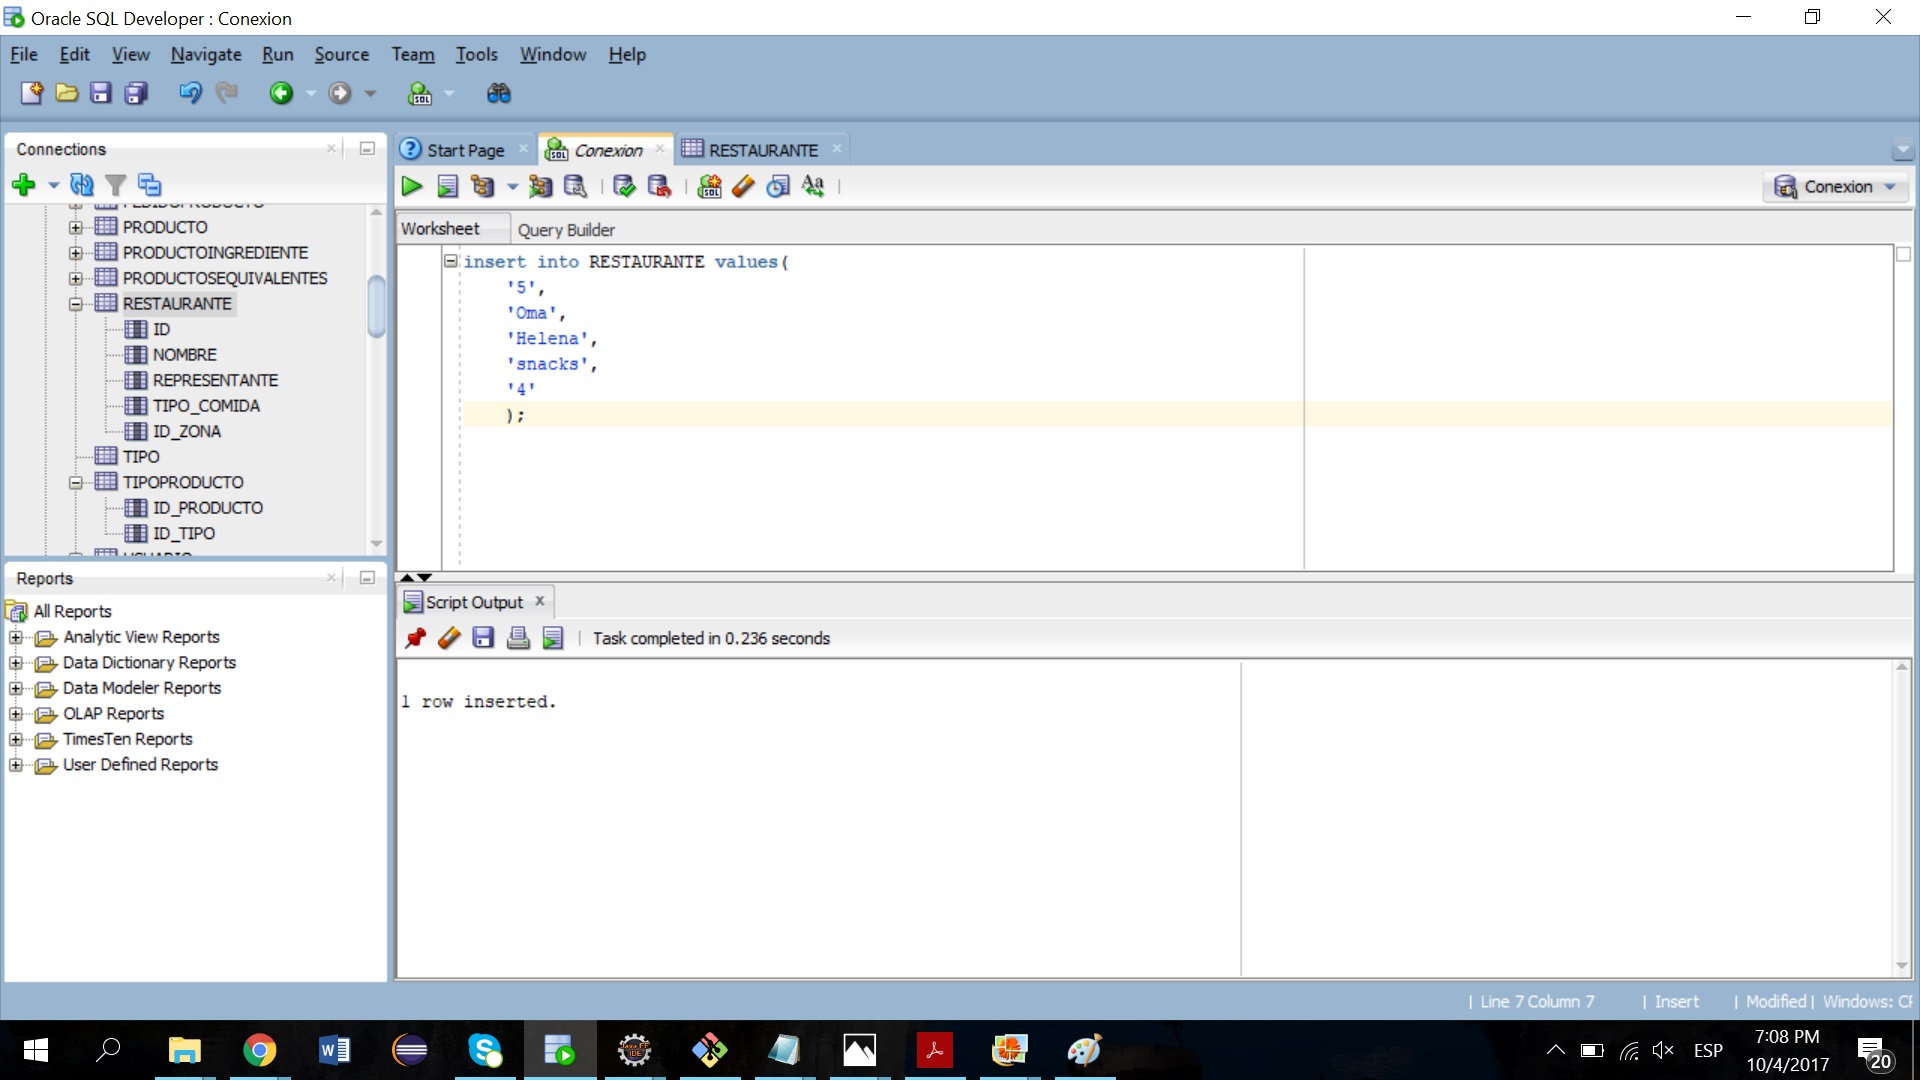 Oracle SQL Developer : Conexion
File Edit View Navigate Run Source Team Tools Window Help
Connections
PRODUCTO
PRODUCTOINGREDIENTE
PRODUCTOSEQUIVALENTES
RESTAURANTE
ID
NOMBRE
REPRESENTANTE
TIPO_COMIDA
ID_ZONA
TIPO
TIPOPRODUCTO
ID_PRODUCTO
ID_TIPO
Reports
All Reports
Analytic View Reports
Data Dictionary Reports
Data Modeler Reports
OLAP Reports
TimesTen Reports
User Defined Reports
Start Page Conexion RESTAURANTE
Conexion
Worksheet Query Builder
insert into RESTAURANTE values(
'5',
'Oma',
'Helena',
'snacks',
'4'
);
Script Output
Task completed in 0.236 seconds
1 row inserted.
| Line 7 Column 7 | Insert | Modified | Windows:
ESP
7:08 PM
10/4/2017
20